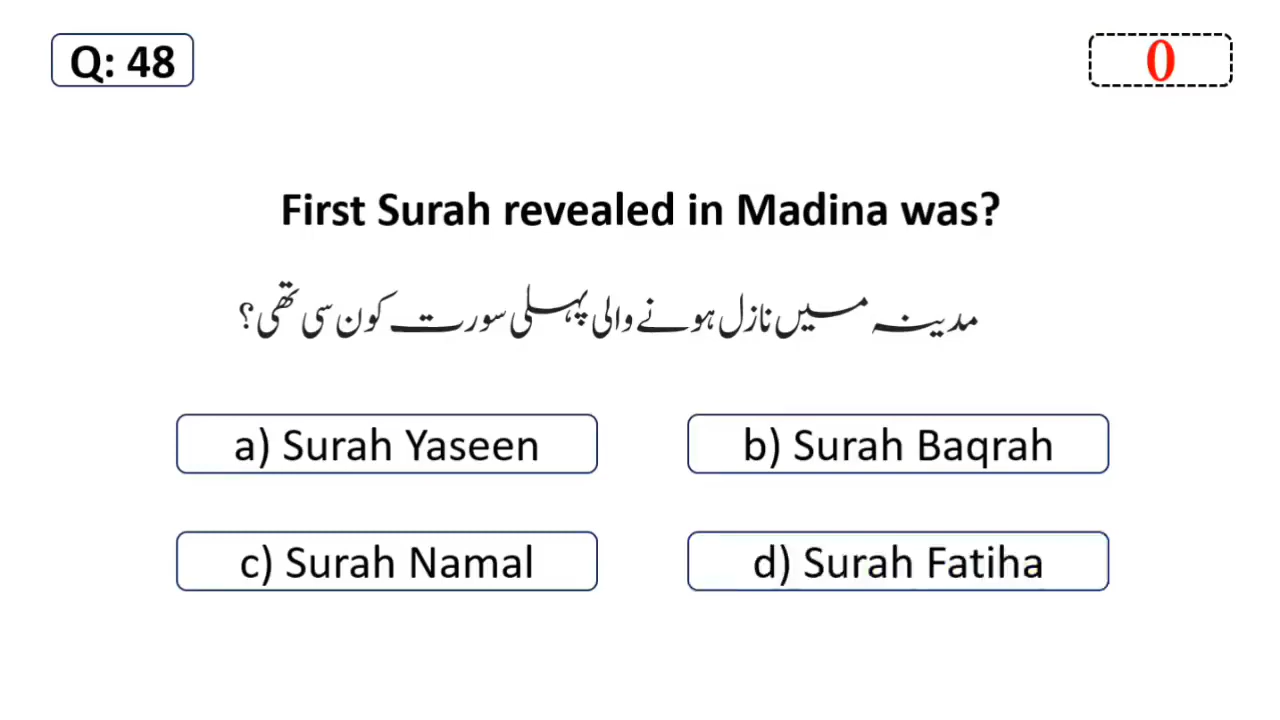 Q: 48
0
First Surah revealed in Madina was?
مدینہ میں نازل ہونے والی پہلی سورت کون سی تھی؟
a) Surah Yaseen
b) Surah Baqrah
c) Surah Namal
d) Surah Fatiha